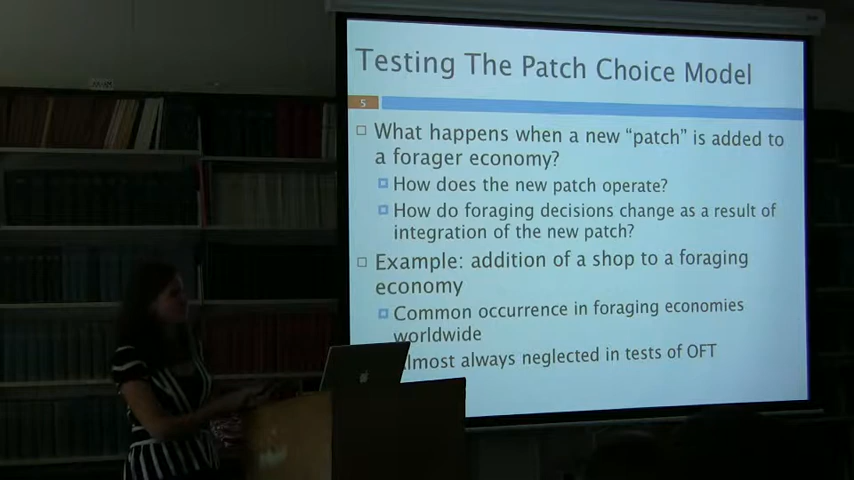 Testing The Patch Choice Model
5
What happens when a new “patch” is added to
a forager economy?
How does the new patch operate?
How do foraging decisions change as a result of
integration of the new patch?
Example: addition of a shop to a foraging
economy
Common occurrence in foraging economies
worldwide
almost always neglected in tests of OFT